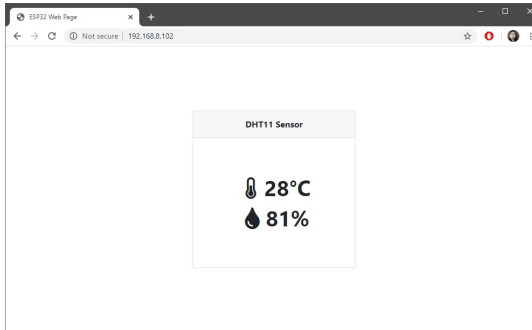 ESP32 Web Page
Not secure | 192.168.8.102
DHT11 Sensor
28°C
81%